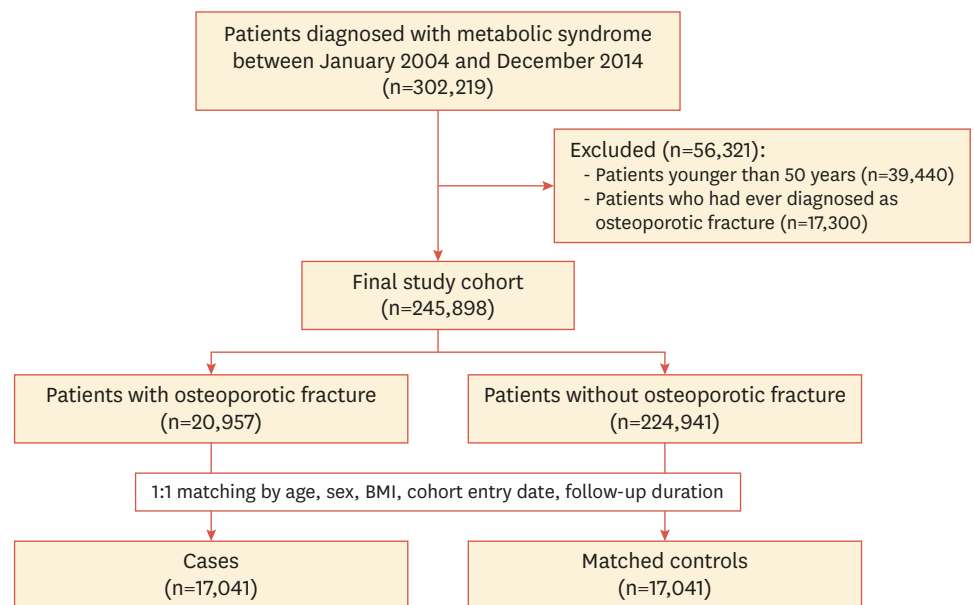 Patients diagnosed with metabolic syndrome
between January 2004 and December 2014
(n=302,219)
Excluded (n=56,321):
- Patients younger than 50 years (n=39,440)
- Patients who had ever diagnosed as
osteoporotic fracture (n=17,300)
Final study cohort
(n=245,898)
Patients with osteoporotic fracture
(n=20,957)
Patients without osteoporotic fracture
(n=224,941)
1:1 matching by age, sex, BMI, cohort entry date, follow-up duration
Cases
(n=17,041)
Matched controls
(n=17,041)